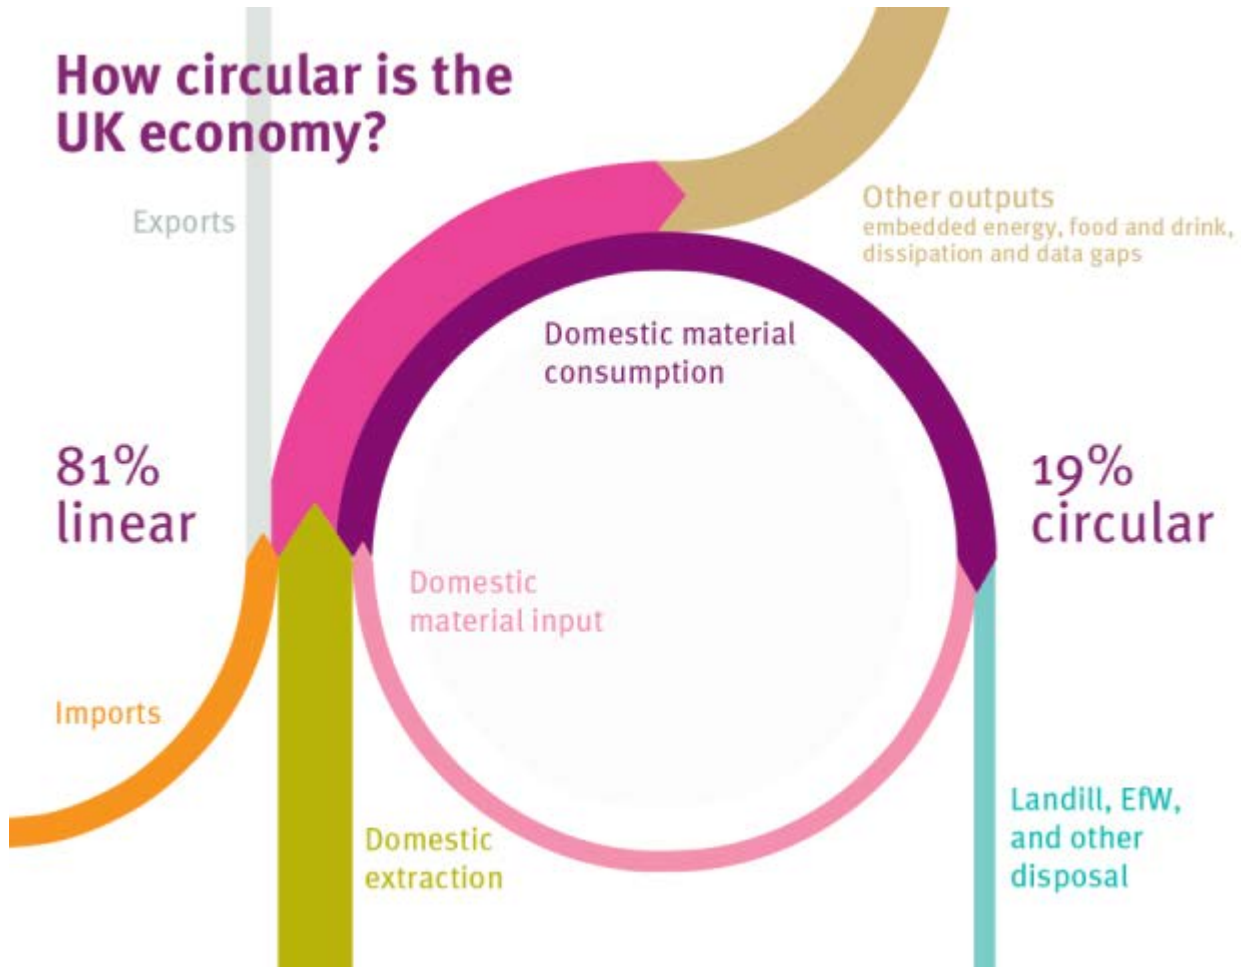 How circular is the
UK economy?
Exports
Other outputs
embedded energy, food and drink,
dissipation and data gaps
Domestic material
consumption
81%
linear
19%
circular
Domestic
material input
Imports
Landill, EfW,
and other
disposal
Domestic
extraction